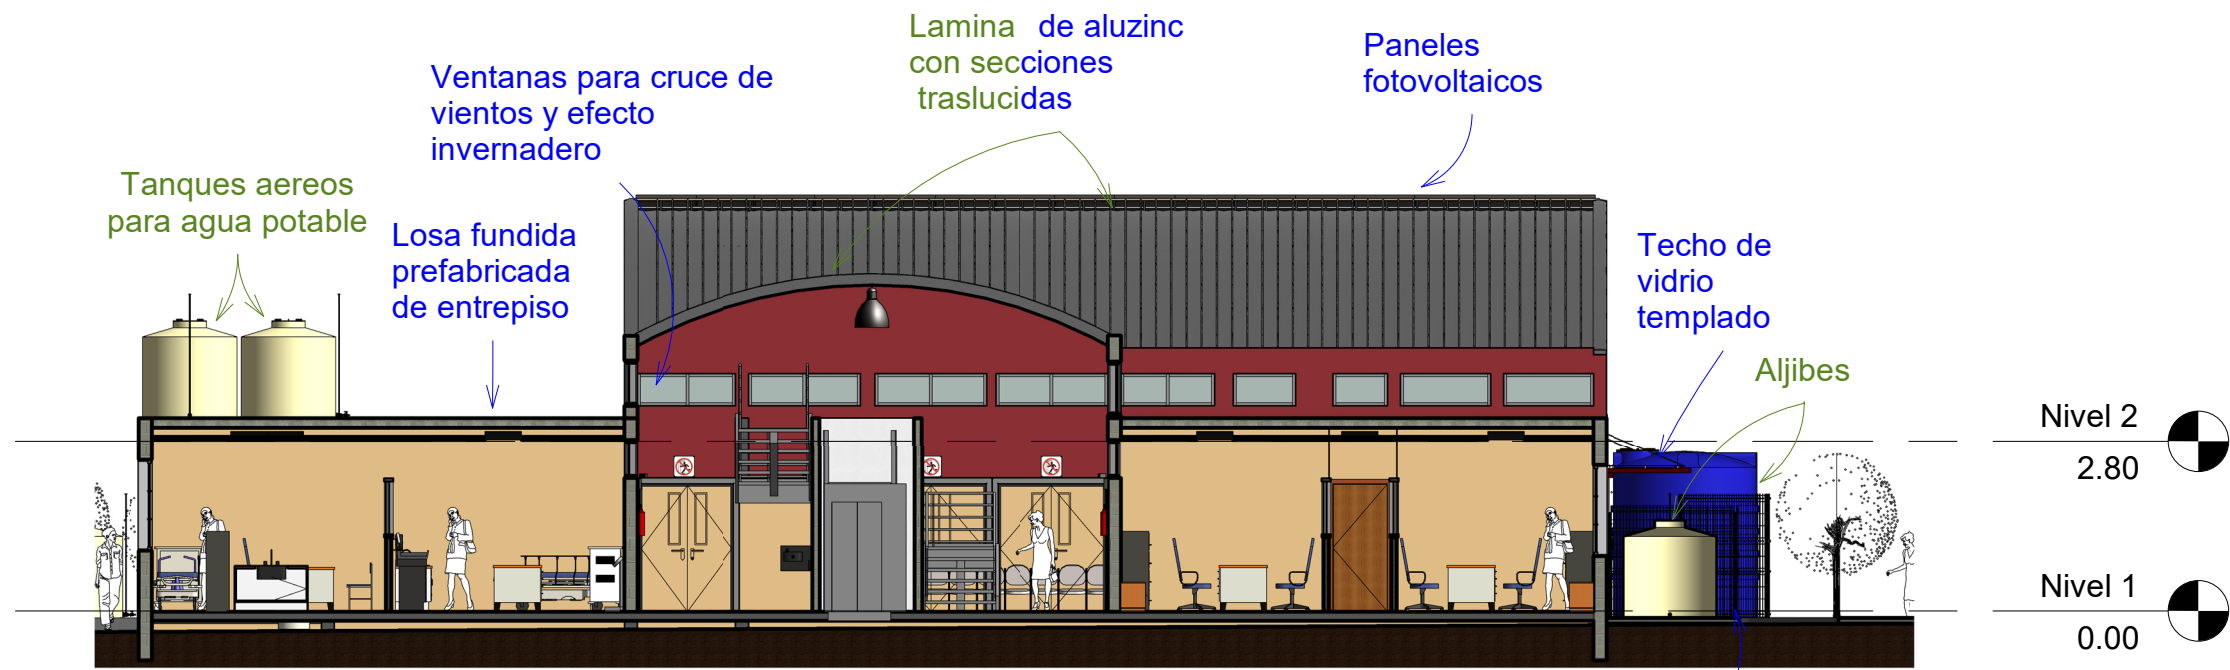 Lamina de aluzinc
con secciones
traslucidas
Paneles
fotovoltaicos
Ventanas para cruce de
vientos y efecto
invernadero
Tanques aereos
para agua potable
Losa fundida
prefabricada
de entrepiso
Techo de
vidrio
templado
Aljibes
Nivel 2
2.80
Nivel 1
0.00